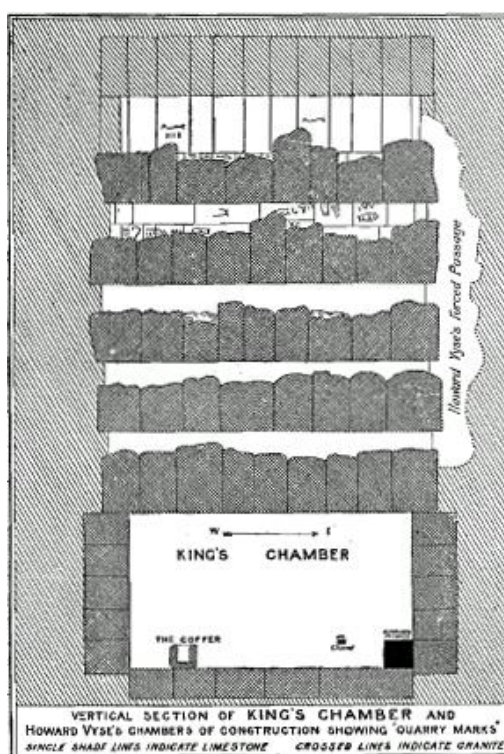 Howard Vyse's Forced Passage
W E
KING'S CHAMBER
THE COFFER
VERTICAL SECTION OF KING'S CHAMBER AND
HOWARD VYSE'S CHAMBERS OF CONSTRUCTION SHOWING "QUARRY MARKS"
SINGLE SHADE LINES INDICATE LIMESTONE CROSSED LINES INDICATE